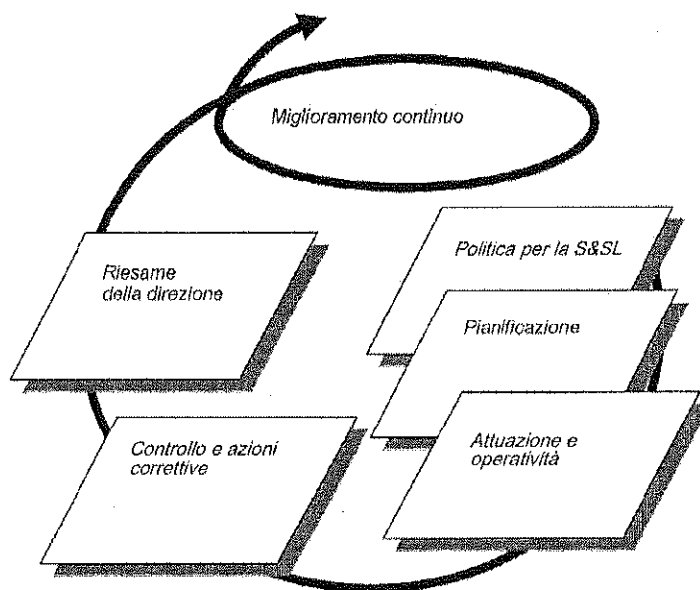 Miglioramento continuo
Politica per la S&SL
Pianificazione
Attuazione e
operatività
Controllo e azioni
correttive
Riesame
della direzione